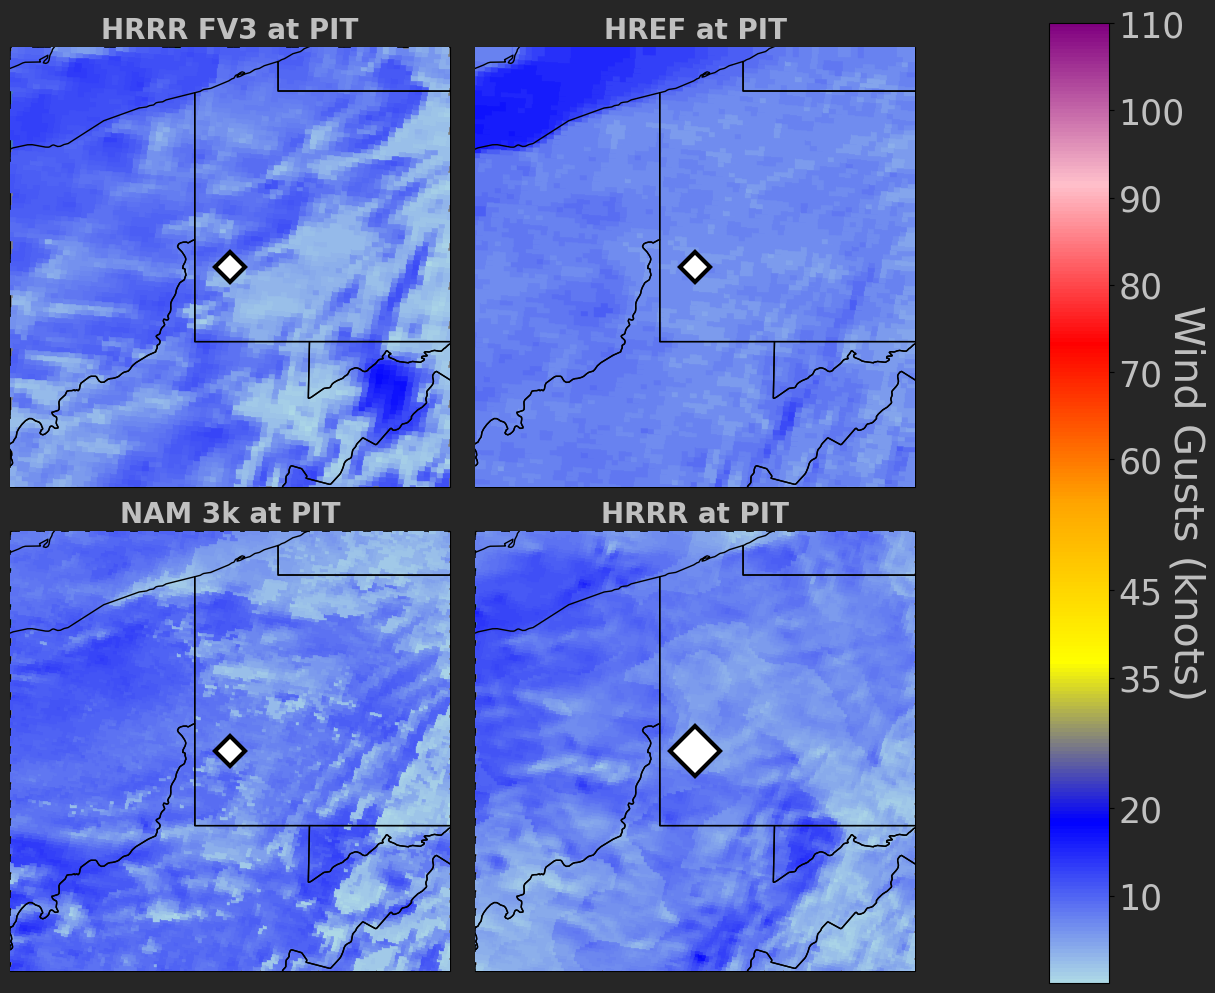 HRRR FV3 at PIT
HREF at PIT
NAM 3k at PIT
HRRR at PIT
110
100
90
80
70
60
45
35
20
10
Wind Gusts (knots)